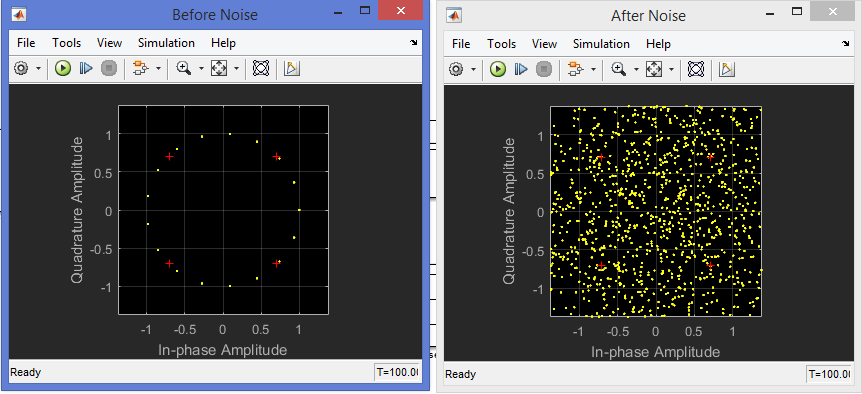 Before Noise
File Tools View Simulation Help
1
0.5
0
-0.5
-1
Quadrature Amplitude
-1 -0.5 0 0.5 1
In-phase Amplitude
Ready T=100.00
After Noise
File Tools View Simulation Help
1
0.5
0
-0.5
-1
Quadrature Amplitude
-1 -0.5 0 0.5 1
In-phase Amplitude
Ready T=100.00